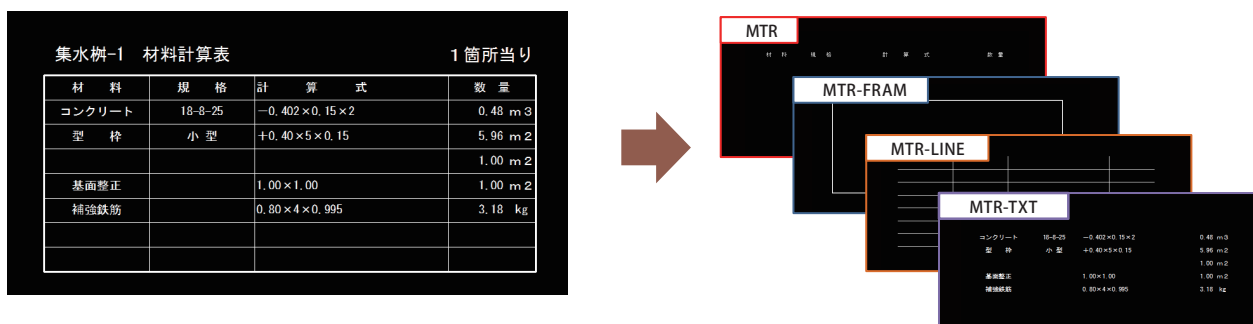 集水桝-1 材料計算表 1箇所当り
材 料 規 格 計 算 式 数 量
コンクリート 18-8-25 −0.402×0.15×2 0.48 m3
型 枠 小 型 +0.40×5×0.15 5.96 m2
1.00 m2
基面整正 1.00×1.00 1.00 m2
補強鉄筋 0.80×4×0.995 3.18 kg
MTR
材 料 規 格 計 算 式 数 量
MTR-FRAM
MTR-LINE
MTR-TXT
コンクリート 18-8-25 −0.402×0.15×2 0.48 m3
型 枠 小 型 +0.40×5×0.15 5.96 m2
1.00 m2
基面整正 1.00×1.00 1.00 m2
補強鉄筋 0.80×4×0.995 3.18 kg